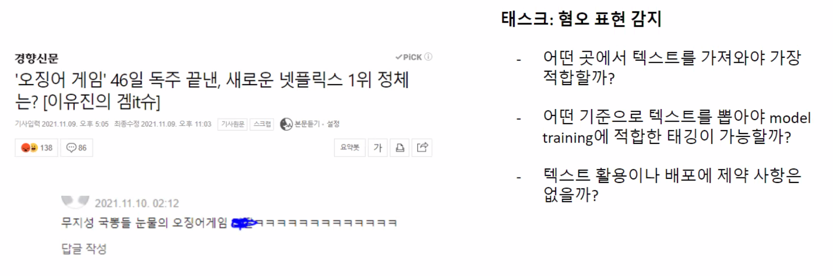 경향신문
✓PiCK ⓘ
'오징어 게임' 46일 독주 끝낸, 새로운 넷플릭스 1위 정체
는? [이유진의 겜it슈]
기사입력 2021.11.09. 오후 5:05 최종수정 2021.11.09. 오후 11:03 기사원문 스크랩 본문듣기 · 설정
138 86 요약봇 가
2021.11.10. 02:12
무지성 국뽕들 눈물의 오징어게임 ㅋㅋㅋㅋㅋㅋㅋㅋㅋㅋㅋㅋㅋ
답글 작성
태스크: 혐오 표현 감지
- 어떤 곳에서 텍스트를 가져와야 가장
적합할까?
- 어떤 기준으로 텍스트를 뽑아야 model
training에 적합한 태깅이 가능할까?
- 텍스트 활용이나 배포에 제약 사항은
없을까?